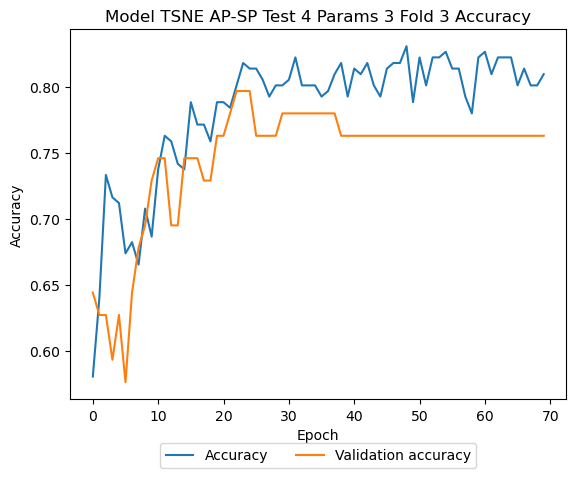 Model TSNE AP-SP Test 4 Params 3 Fold 3 Accuracy
0.80
0.75
0.70
0.65
0.60
Accuracy
0 10 20 30 40 50 60 70
Epoch
Accuracy Validation accuracy